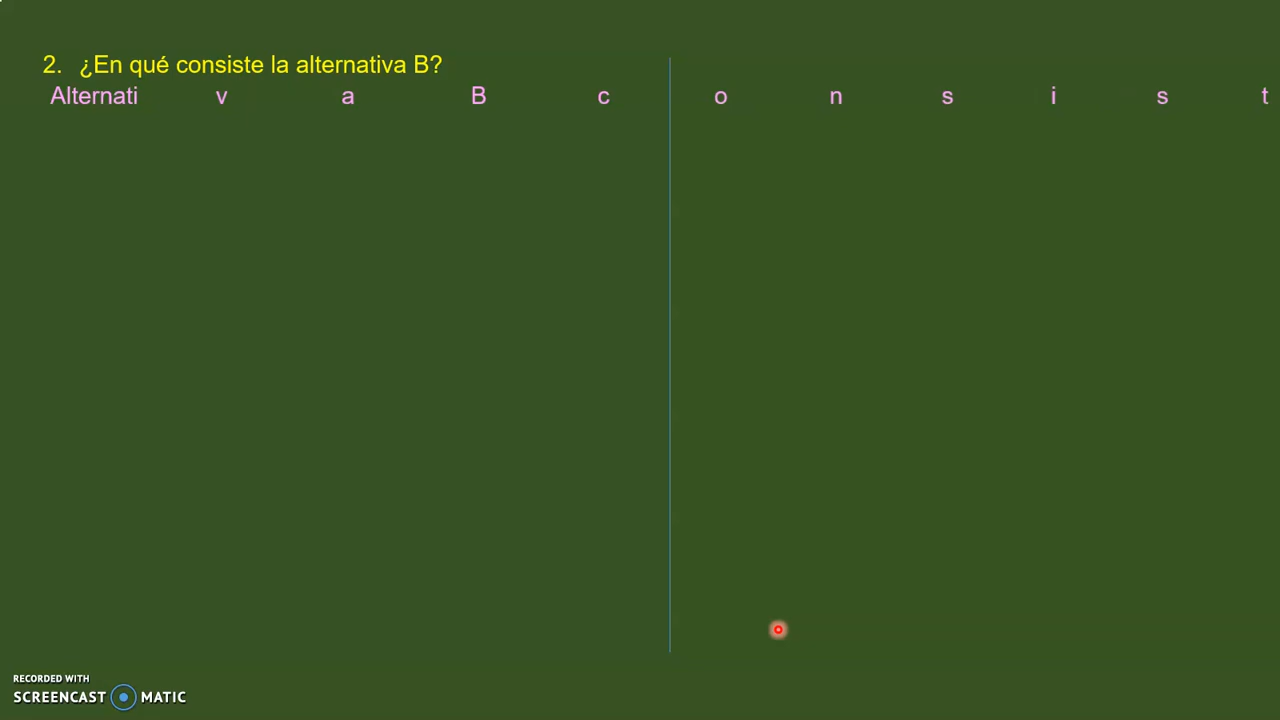 2. ¿En qué consiste la alternativa B?
Alternati v a B c o n s i s t
RECORDED WITH
SCREENCAST MATIC